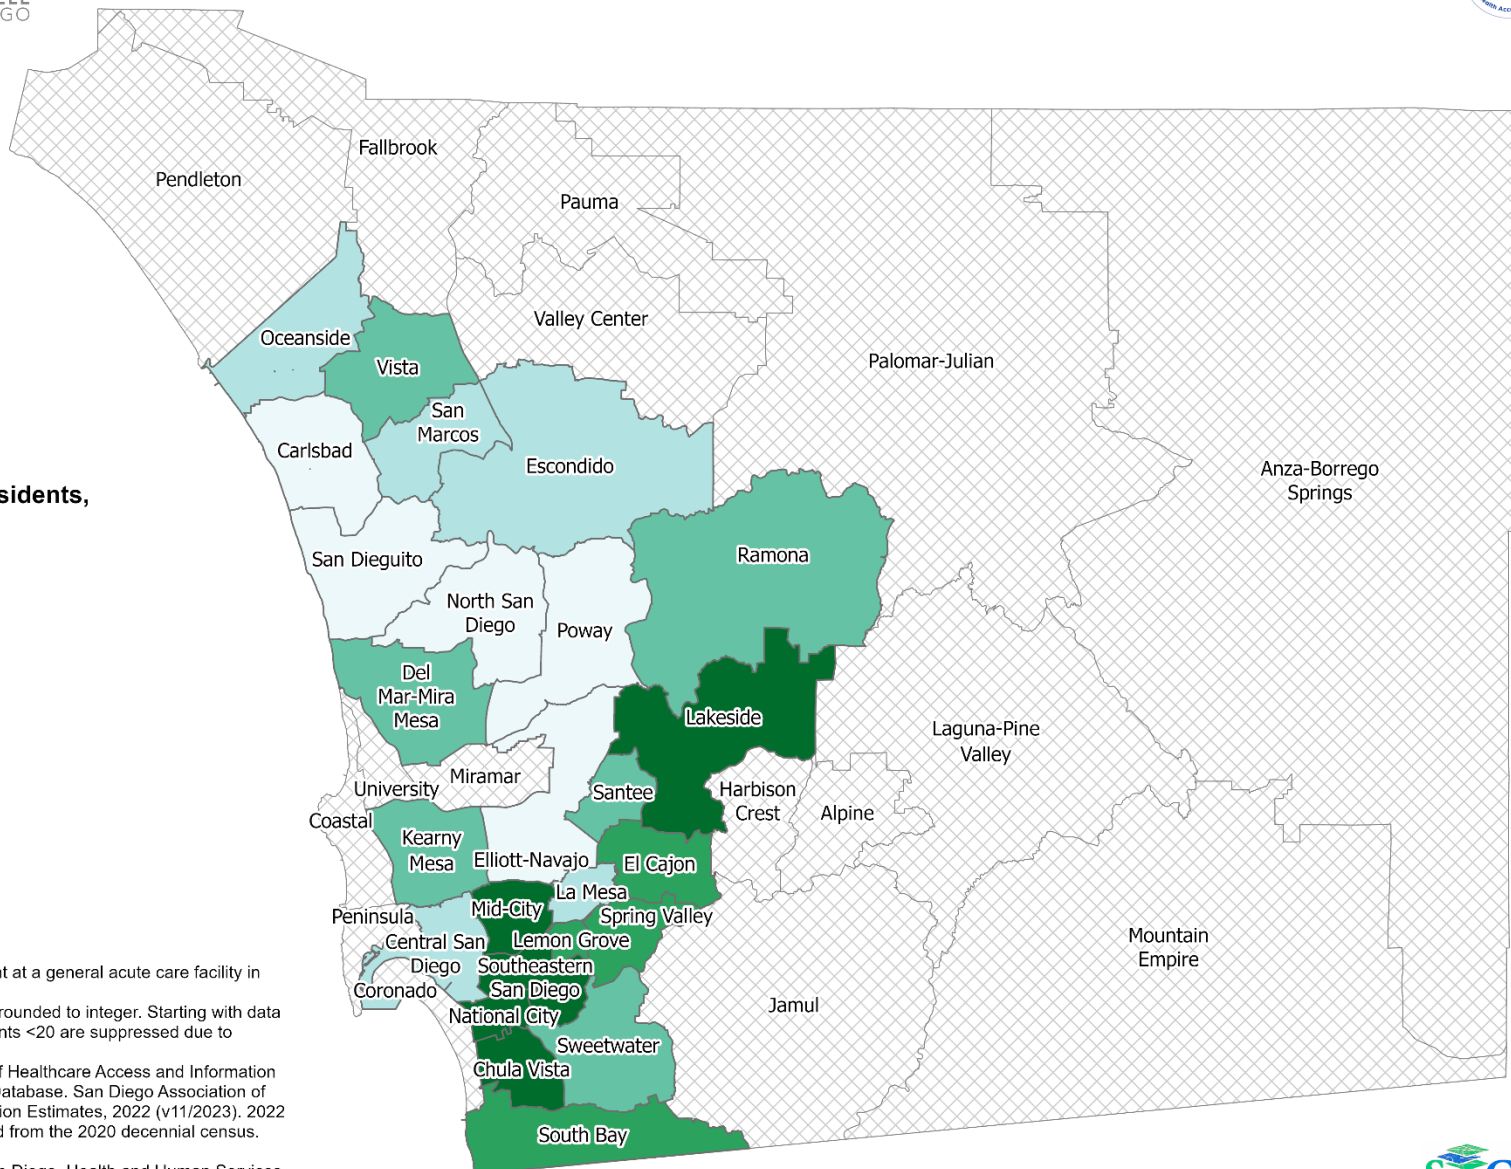 GO
Fallbrook
Pendleton
Pauma
Valley Center
Oceanside
Vista
Palomar-Julian
San
Marcos
Carlsbad
Escondido
Anza-Borrego
Springs
sidents,
San Dieguito
Ramona
North San
Diego
Poway
Del
Mar-Mira
Mesa
Lakeside
Laguna-Pine
Valley
Miramar
University
Santee
Harbison
Crest
Alpine
Coastal
Kearny
Mesa
Elliott-Navajo
El Cajon
La Mesa
Mid-City
Peninsula
Spring Valley
Central San
Diego
Lemon Grove
Mountain
Empire
Southeastern
San Diego
Coronado
National City
Jamul
Sweetwater
Chula Vista
South Bay
t at a general acute care facility in
rounded to integer. Starting with data
nts <20 are suppressed due to
f Healthcare Access and Information
Database. San Diego Association of
ion Estimates, 2022 (v11/2023). 2022
d from the 2020 decennial census.